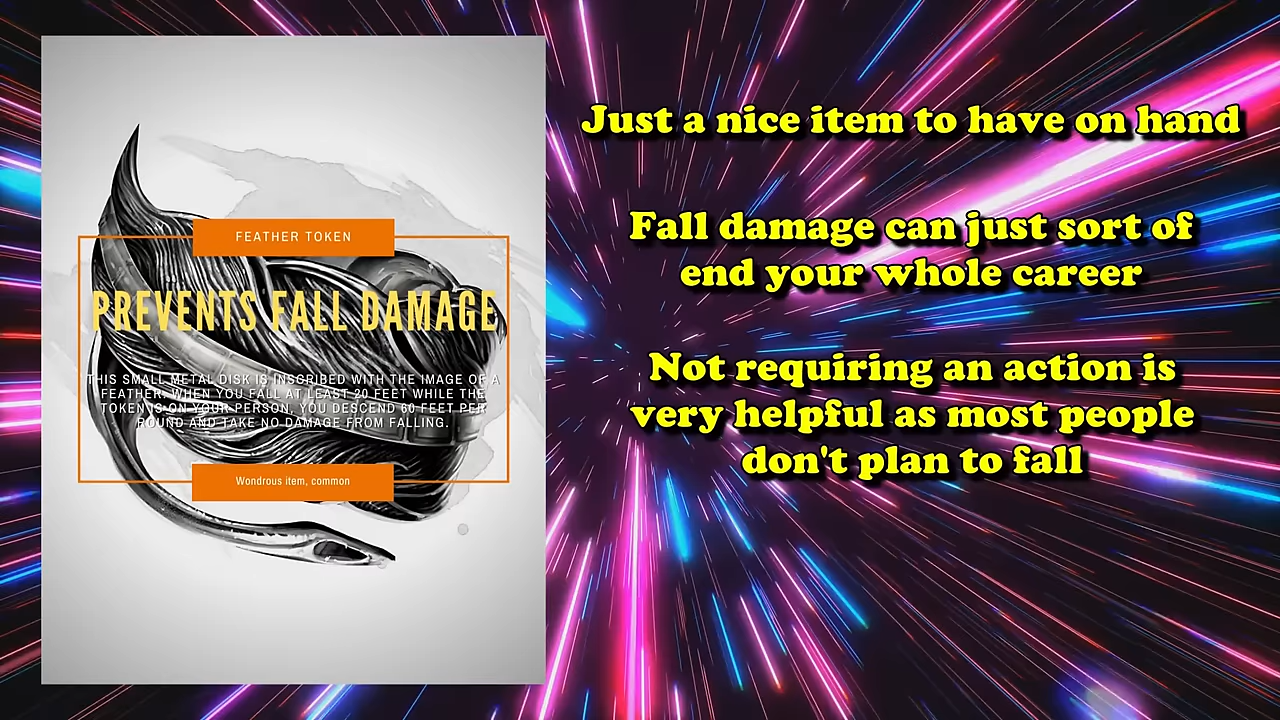 FEATHER TOKEN
PREVENTS FALL DAMAGE
THIS SMALL METAL DISK IS INSCRIBED WITH THE IMAGE OF A
FEATHER. WHEN YOU FALL AT LEAST 20 FEET WHILE THE
TOKEN IS ON YOUR PERSON, YOU DESCEND 60 FEET PER
ROUND AND TAKE NO DAMAGE FROM FALLING.
Wondrous item, common
Just a nice item to have on hand
Fall damage can just sort of
end your whole career
Not requiring an action is
very helpful as most people
don't plan to fall